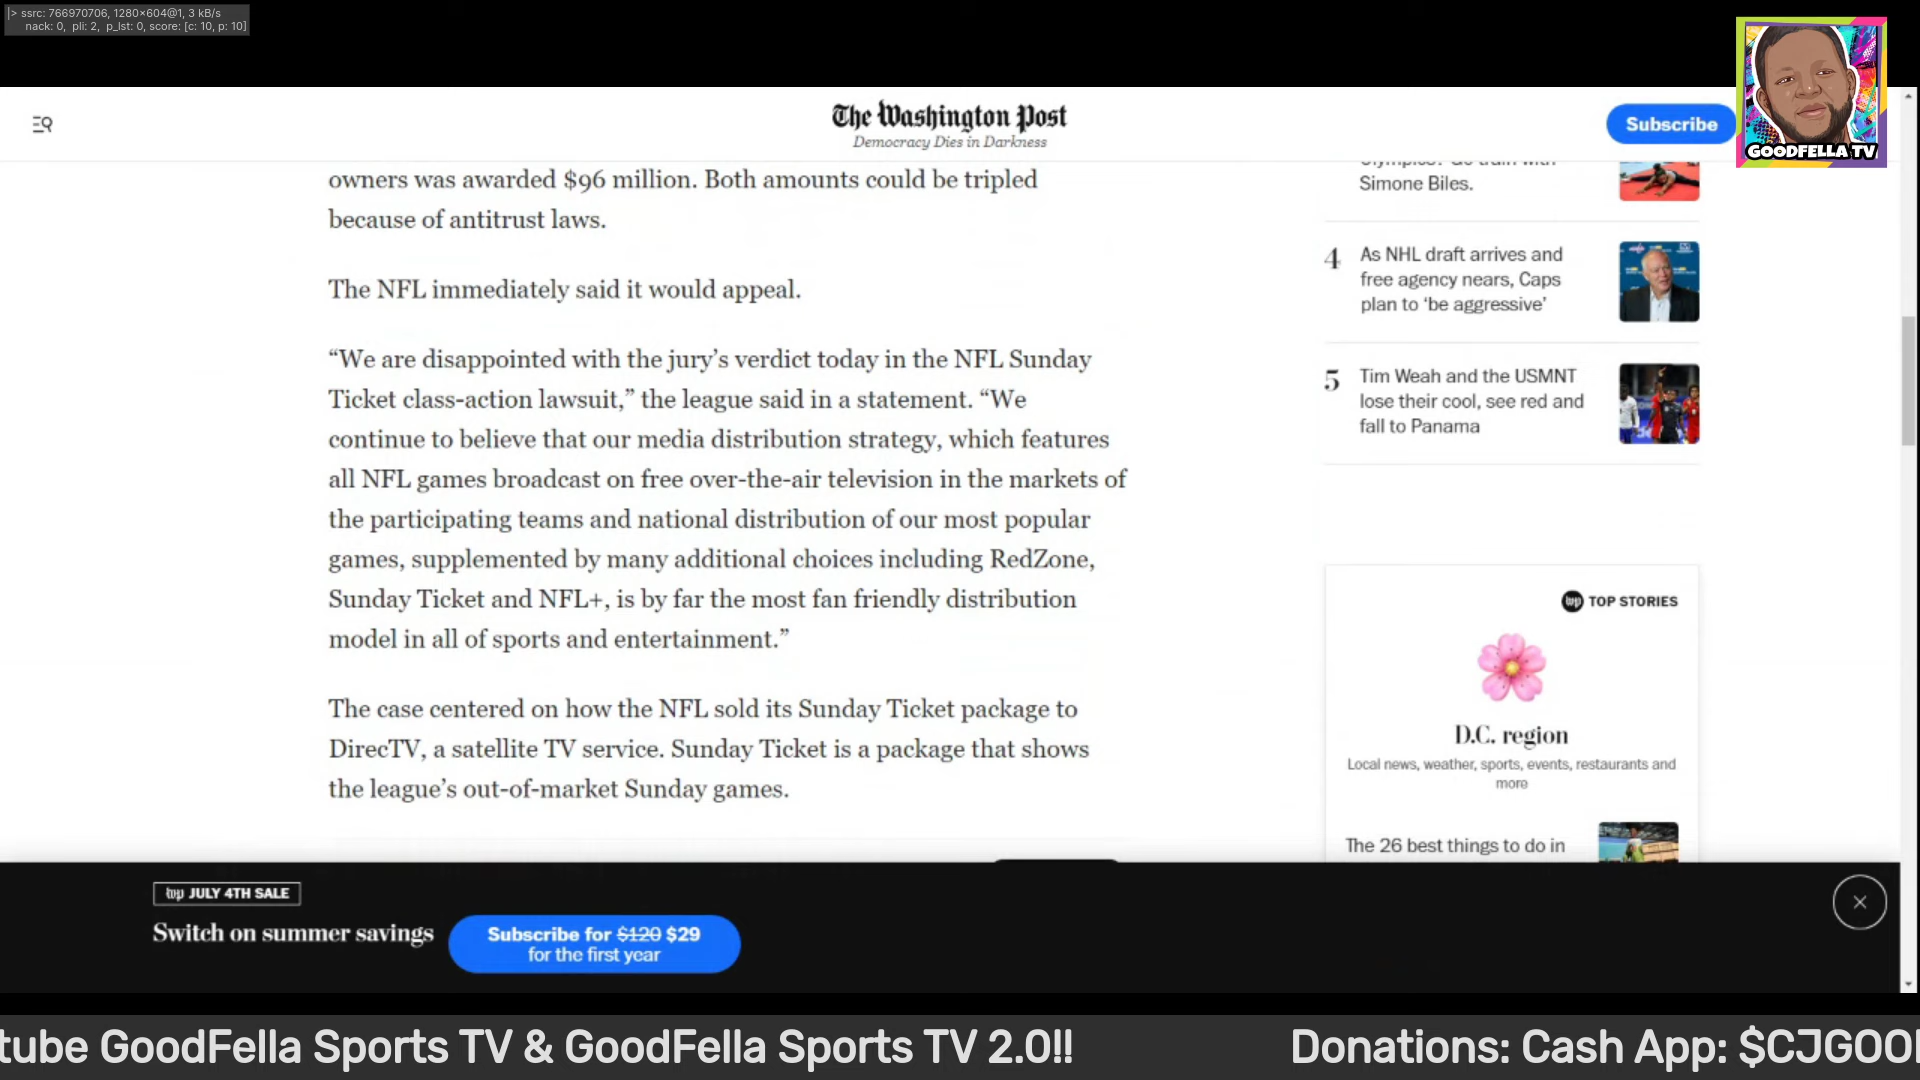 |> ssrc: 766970706, 1280×604@1, 3 kB/s
nack: 0, pli: 2, p_lst: 0, score: [c: 10, p: 10]
The Washington Post
Democracy Dies in Darkness
Subscribe
GOODFELLA TV
owners was awarded $96 million. Both amounts could be tripled
because of antitrust laws.
The NFL immediately said it would appeal.
“We are disappointed with the jury’s verdict today in the NFL Sunday
Ticket class-action lawsuit,” the league said in a statement. “We
continue to believe that our media distribution strategy, which features
all NFL games broadcast on free over-the-air television in the markets of
the participating teams and national distribution of our most popular
games, supplemented by many additional choices including RedZone,
Sunday Ticket and NFL+, is by far the most fan friendly distribution
model in all of sports and entertainment.”
The case centered on how the NFL sold its Sunday Ticket package to
DirecTV, a satellite TV service. Sunday Ticket is a package that shows
the league’s out-of-market Sunday games.
Simone Biles.
4
As NHL draft arrives and
free agency nears, Caps
plan to ‘be aggressive’
5
Tim Weah and the USMNT
lose their cool, see red and
fall to Panama
wp TOP STORIES
D.C. region
Local news, weather, sports, events, restaurants and
more
The 26 best things to do in
wp JULY 4TH SALE
Switch on summer savings
Subscribe for $120 $29
for the first year
tube GoodFella Sports TV & GoodFella Sports TV 2.0!!
Donations: Cash App: $CJGOO